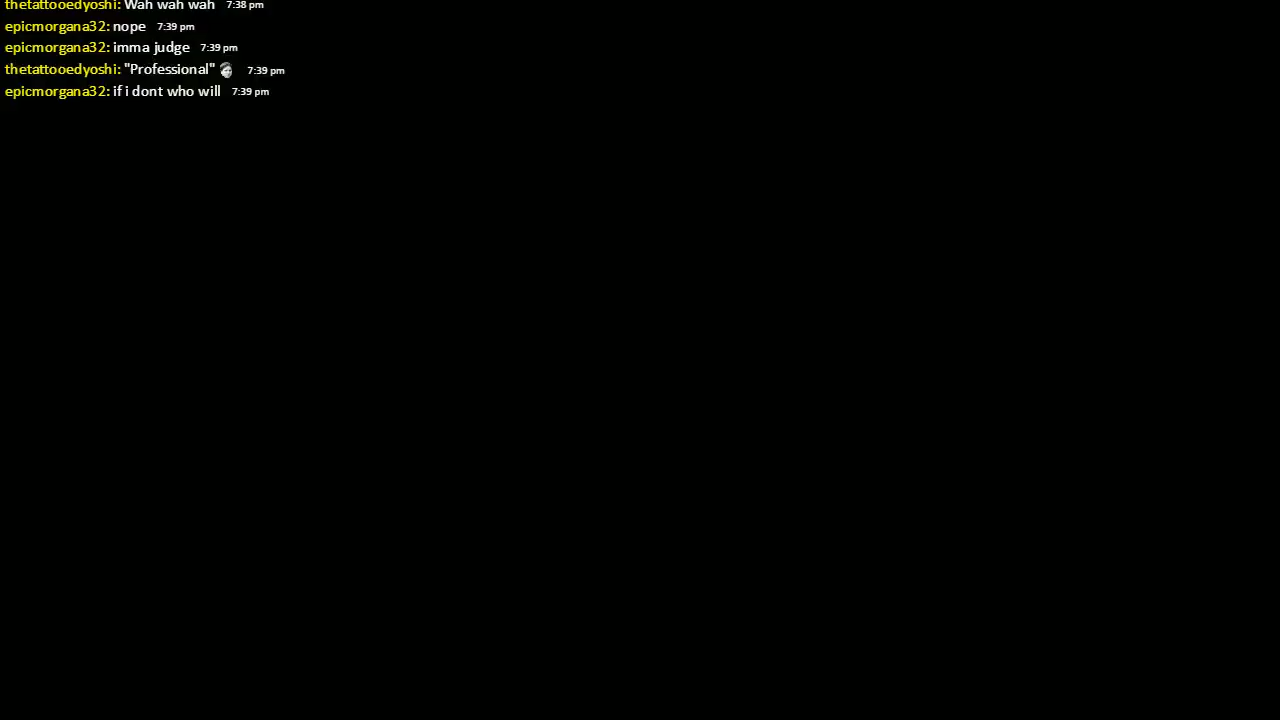 thetattooedyoshi: Wah wah wah 7:38 pm
epicmorgana32: nope 7:39 pm
epicmorgana32: imma judge 7:39 pm
thetattooedyoshi: "Professional" 7:39 pm
epicmorgana32: if i dont who will 7:39 pm